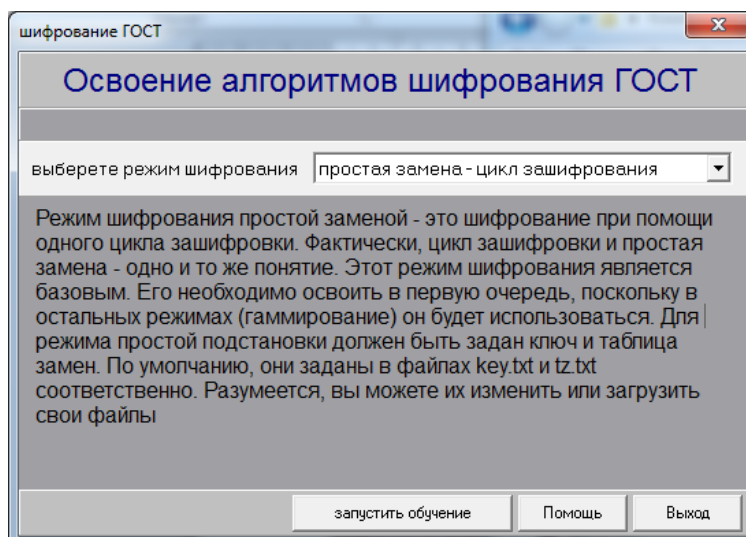 шифрование ГОСТ
Освоение алгоритмов шифрования ГОСТ
выберете режим шифрования простая замена - цикл зашифрования
Режим шифрования простой заменой - это шифрование при помощи
одного цикла зашифровки. Фактически, цикл зашифровки и простая
замена - одно и то же понятие. Этот режим шифрования является
базовым. Его необходимо освоить в первую очередь, поскольку в
остальных режимах (гаммирование) он будет использоваться. Для
режима простой подстановки должен быть задан ключ и таблица
замен. По умолчанию, они заданы в файлах key.txt и tz.txt
соответственно. Разумеется, вы можете их изменить или загрузить
свои файлы
запустить обучение Помощь Выход